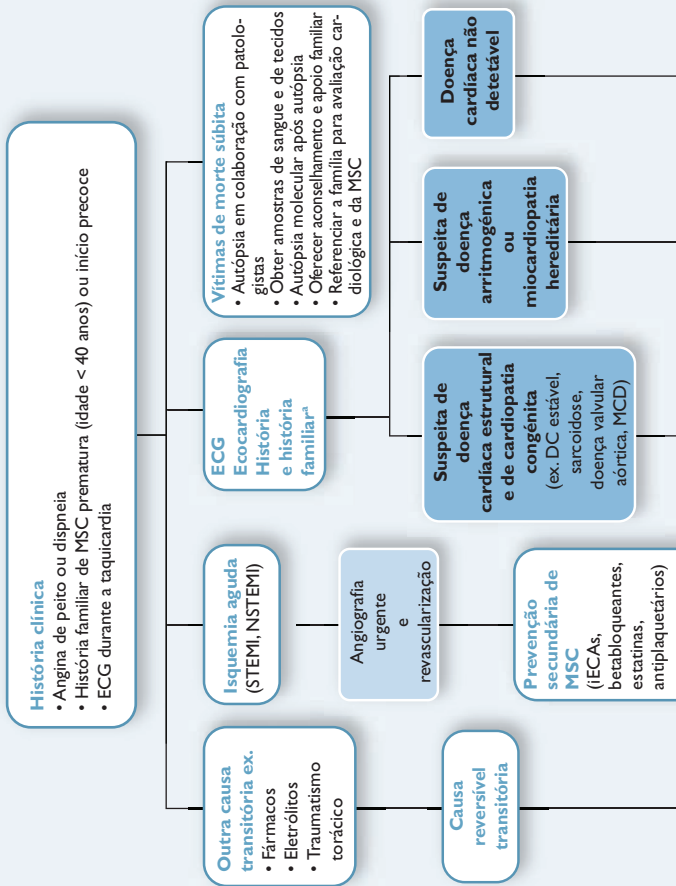 História clínica
• Angina de peito ou dispneia
• História familiar de MSC prematura (idade < 40 anos) ou início precoce
• ECG durante a taquicardia
Outra causa
transitória ex.
• Fármacos
• Eletrólitos
• Traumatismo
torácico
Isquemia aguda
(STEMI, NSTEMI)
ECG
Ecocardiografia
História
e história
familiarª
Vítimas de morte súbita
• Autópsia em colaboração com patolo-
gistas
• Obter amostras de sangue e de tecidos
• Autópsia molecular após autópsia
• Oferecer aconselhamento e apoio familiar
• Referenciar a família para avaliação car-
diológica e da MSC
Causa
reversível
transitória
Angiografia
urgente
e
revascularização
Prevenção
secundária de
MSC
(iECAs,
betabloqueantes,
estatinas,
antiplaquetários)
Suspeita de
doença
cardíaca estrutural
e de cardiopatia
congénita
(ex. DC estável,
sarcoidose,
doença valvular
aórtica, MCD)
Suspeita de
doença
arritmogénica
ou
miocardiopatia
hereditária
Doença
cardíaca não
detetável